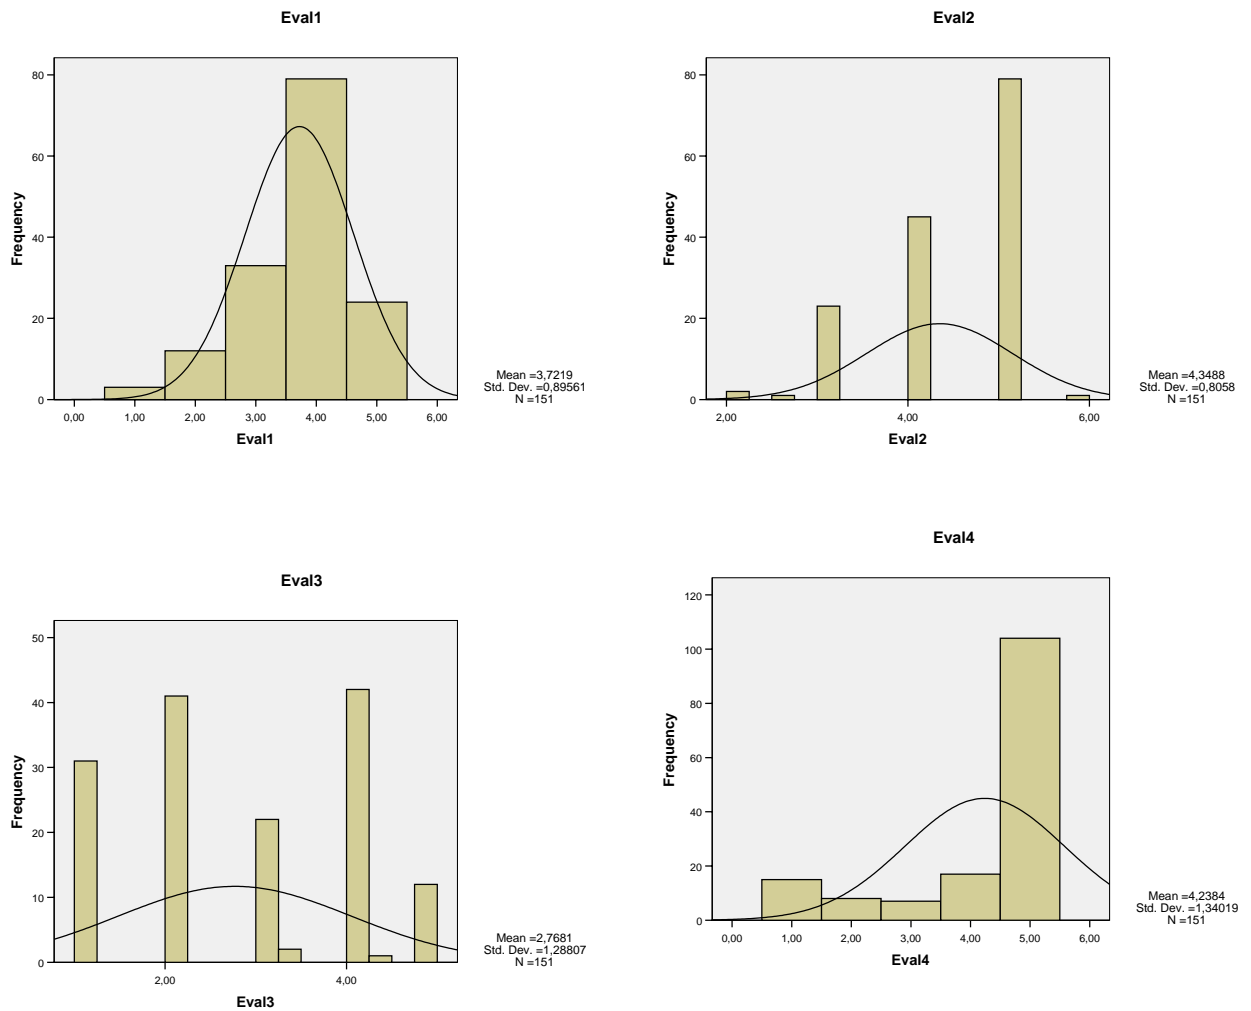 Eval1
80
60
40
20
0
Frequency
0,00 1,00 2,00 3,00 4,00 5,00 6,00
Eval1
Mean =3,7219
Std. Dev. =0,89561
N =151
Eval2
80
60
40
20
0
Frequency
2,00 4,00 6,00
Eval2
Mean =4,3488
Std. Dev. =0,8058
N =151
Eval3
50
40
30
20
10
0
Frequency
2,00 4,00
Eval3
Mean =2,7681
Std. Dev. =1,28807
N =151
Eval4
120
100
80
60
40
20
0
Frequency
0,00 1,00 2,00 3,00 4,00 5,00 6,00
Eval4
Mean =4,2384
Std. Dev. =1,34019
N =151